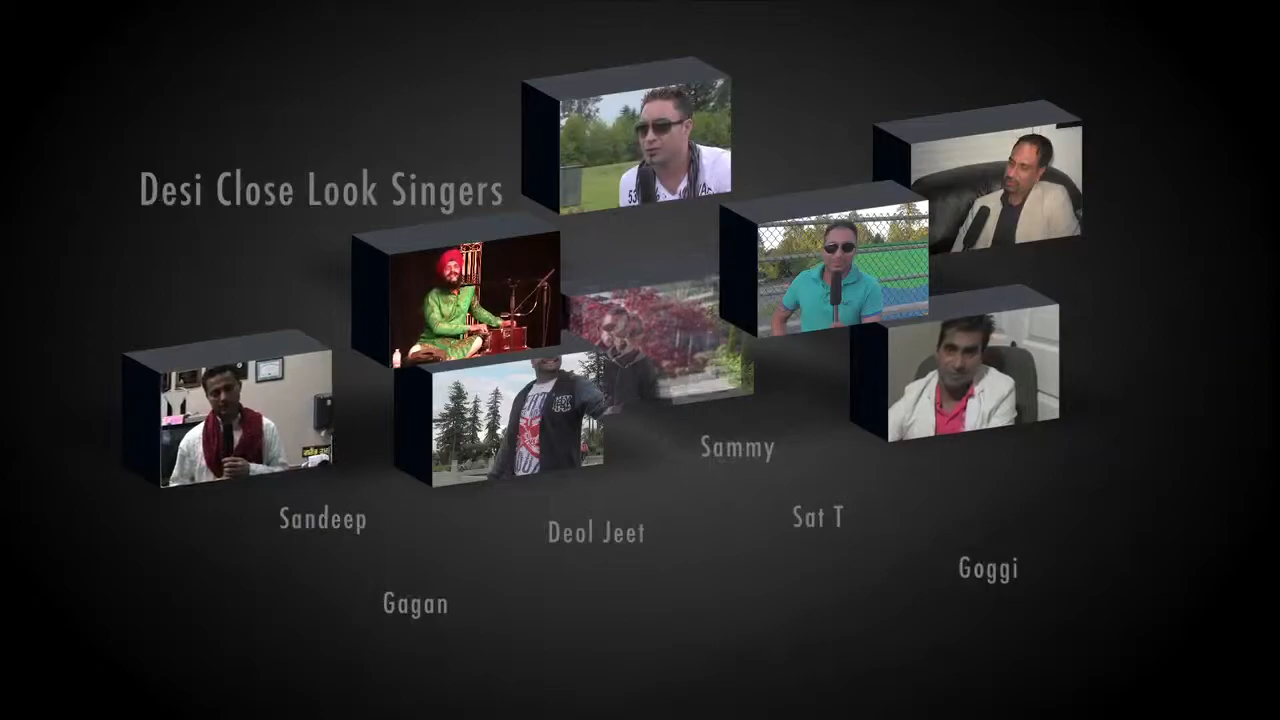 Desi Close Look Singers
Sammy
Sandeep
Deol Jeet
Sat T
Goggi
Gagan